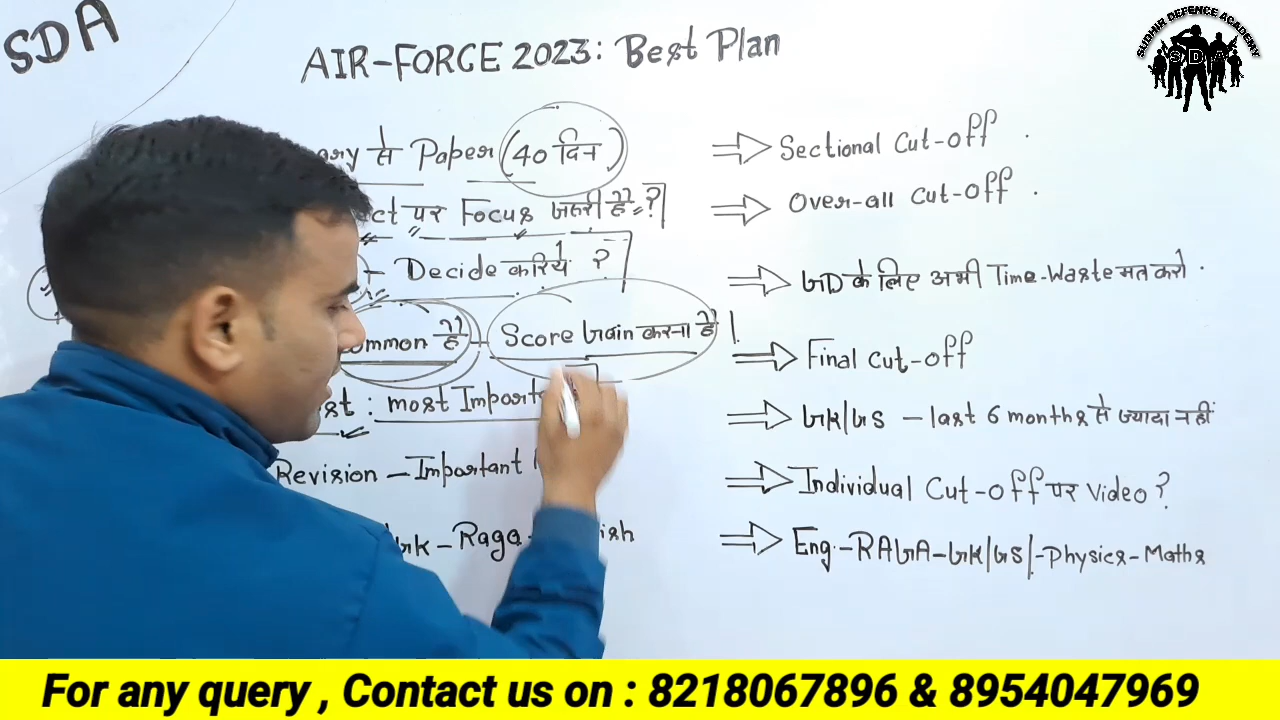 SDA
SUDHIR DEFENCE ACADEMY
SDA
AIR-FORCE 2023: Best Plan
से Paper (40 दिन)
पर Focus जरूरी है?
- Decide करिये ?
ommon है - Score Gain करना है
: most Import
Revision - Important
Gk - Raga -
⇒ Sectional Cut-off
⇒ Over-all Cut-off
⇒ GD के लिए अभी Time-Waste मत करो
⇒ Final Cut-off
⇒ GK/GS - last 6 months से ज्यादा नहीं
⇒ Individual Cut-off पर Video ?
⇒ Eng.-RAGA-GK/GS/-Physics-Maths
For any query , Contact us on : 8218067896 & 8954047969